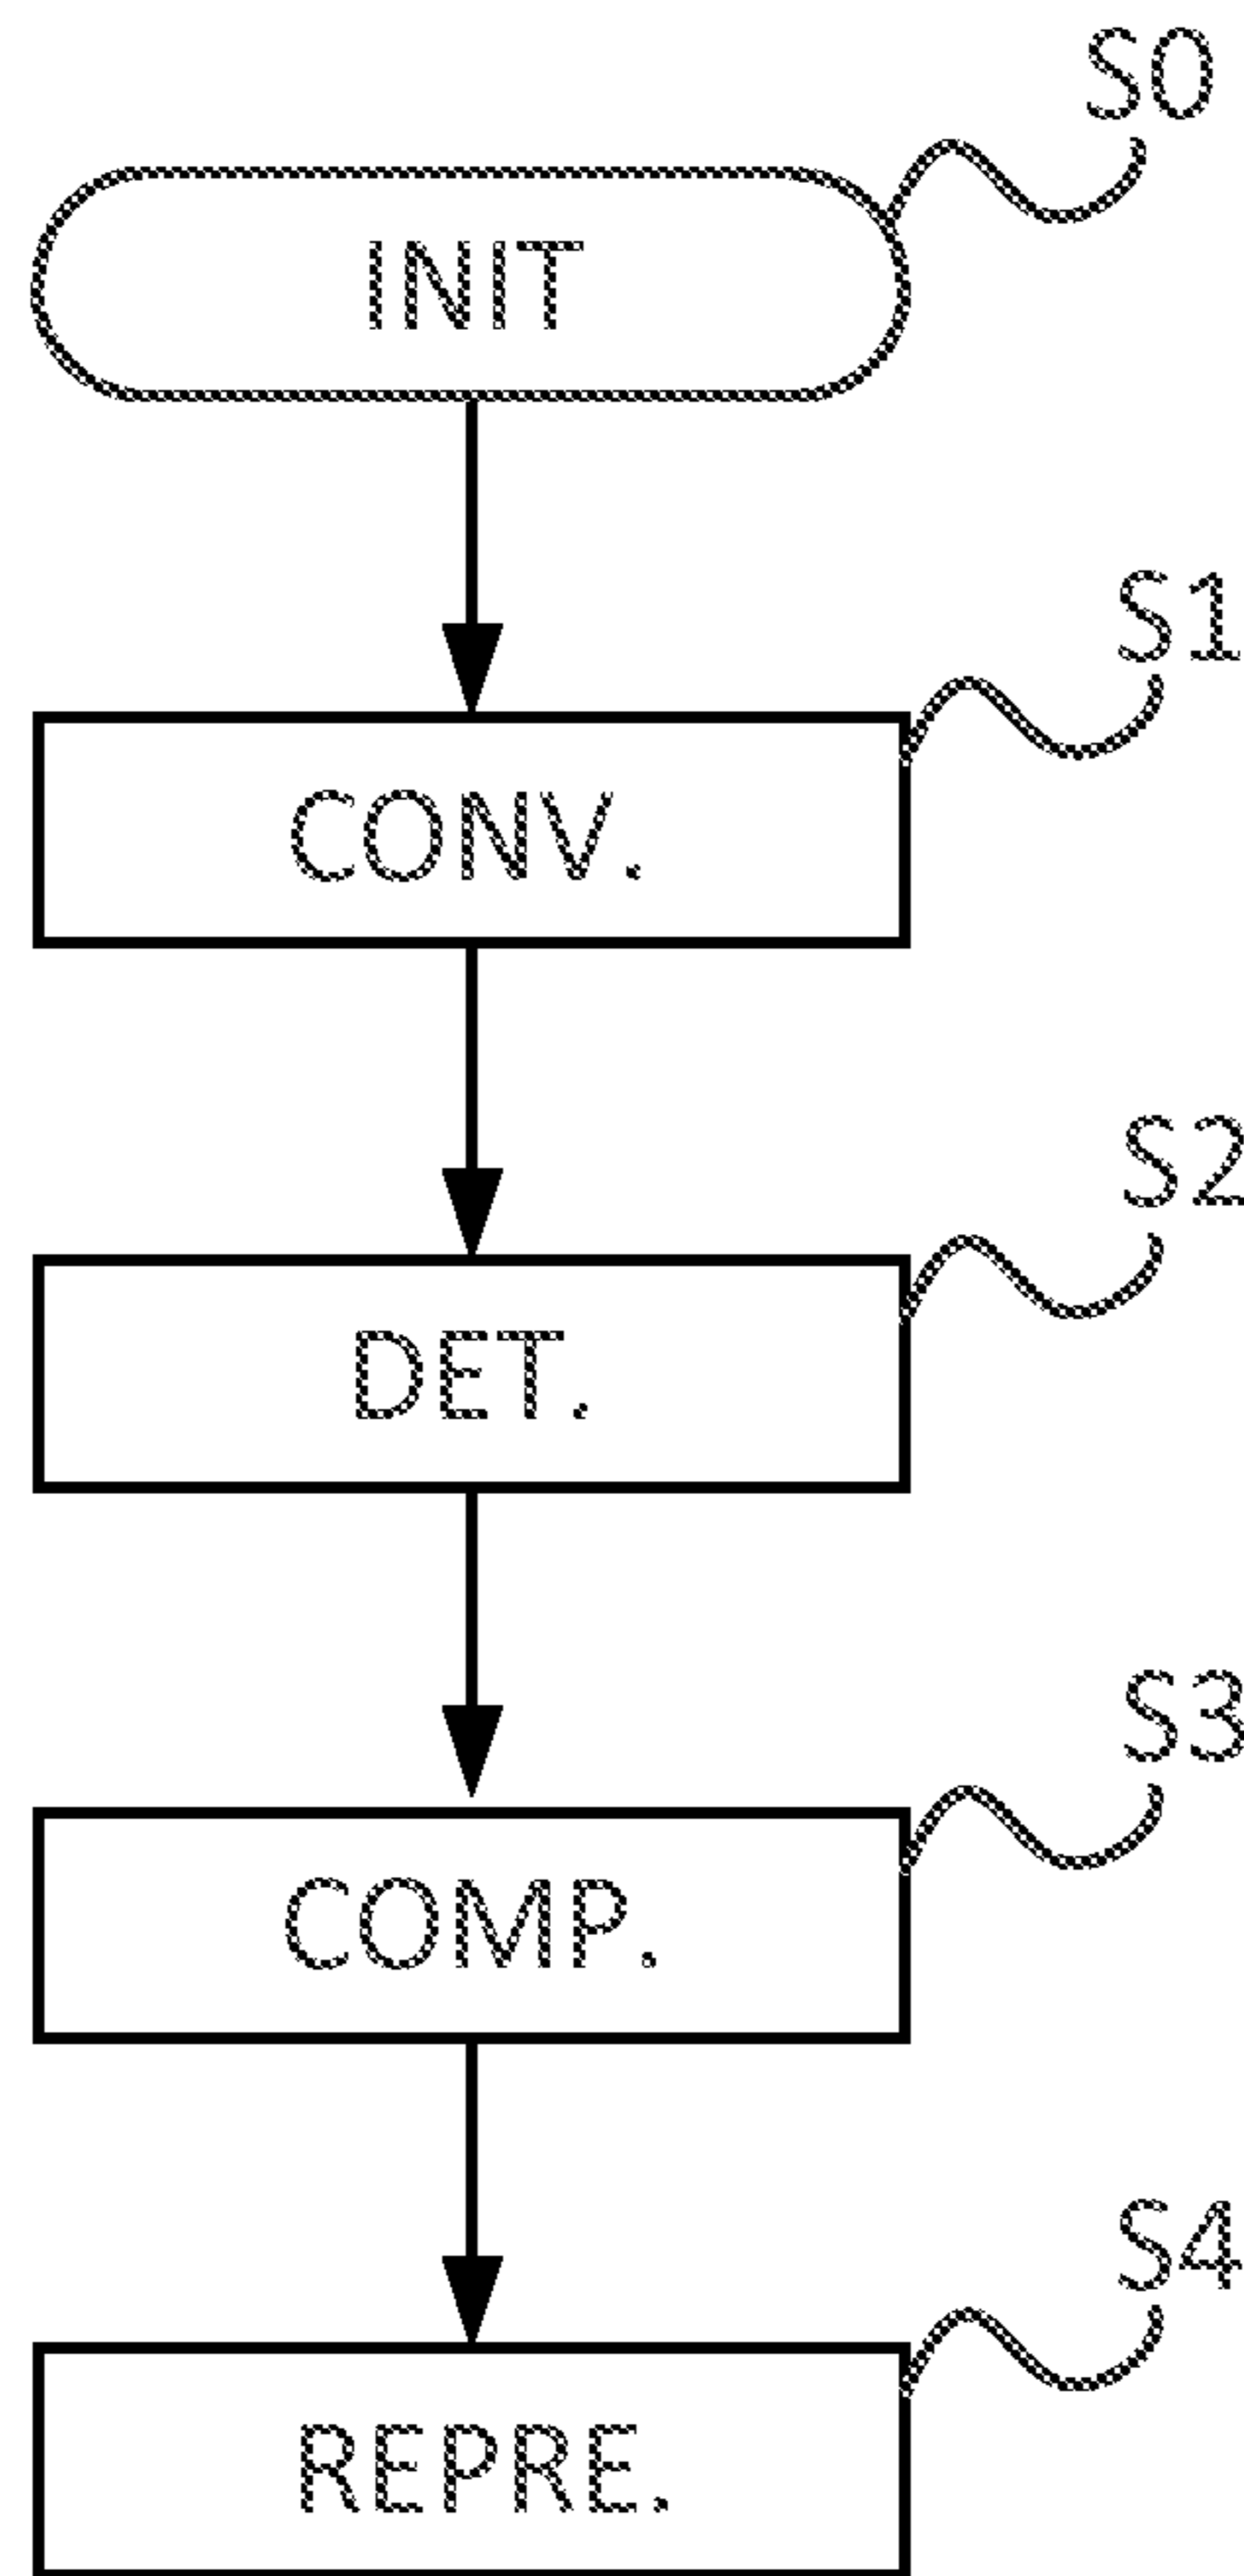 S0
INIT
S1
CONV.
S2
DET.
S3
COMP.
S4
REPRE.